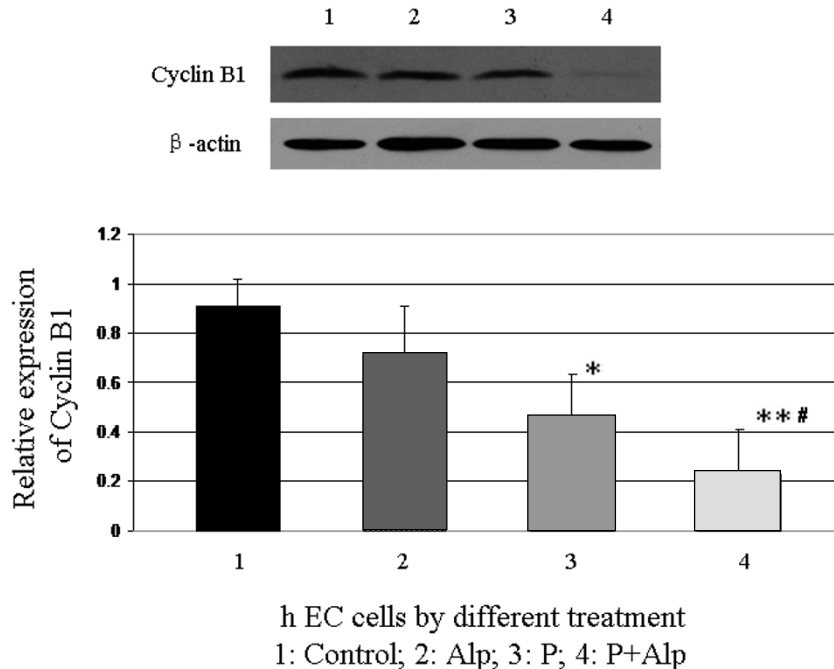 1 2 3 4
Cyclin B1
β-actin
Relative expression
of Cyclin B1
1.2
1
0.8
0.6
0.4
0.2
0
*
**#
1 2 3 4
h EC cells by different treatment
1: Control; 2: Alp; 3: P; 4: P+Alp